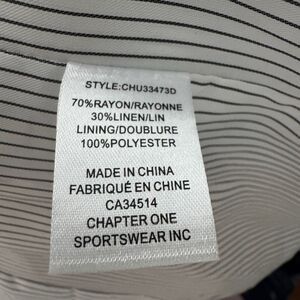 STYLE:CHU33473D
70%RAYON/RAYONNE
30%LINEN/LIN
LINING/DOUBLURE
100%POLYESTER
MADE IN CHINA
FABRIQUÉ EN CHINE
CA34514
CHAPTER ONE
SPORTSWEAR INC